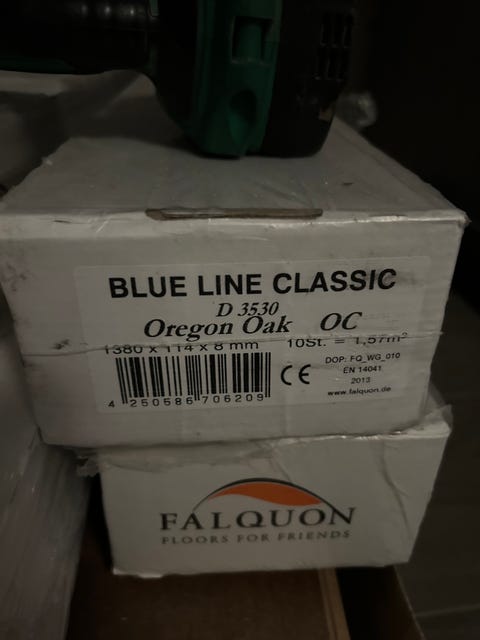 BLUE LINE CLASSIC
D 3530
Oregon Oak OC
1380 x 114 x 8 mm 10St. = 1,57m²
DOP: FQ_WG_010
EN 14041
2013
www.falquon.de
CE
4 250586 706209
FALQUON
FLOORS FOR FRIENDS